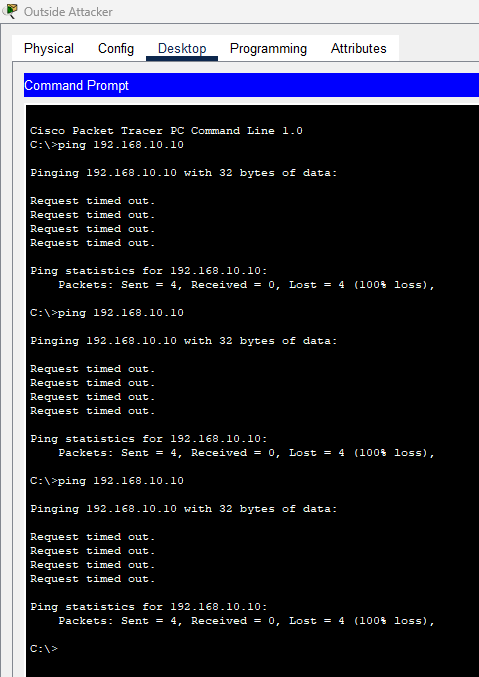 Outside Attacker
Physical Config Desktop Programming Attributes
Command Prompt
Cisco Packet Tracer PC Command Line 1.0
C:\>ping 192.168.10.10
Pinging 192.168.10.10 with 32 bytes of data:
Request timed out.
Request timed out.
Request timed out.
Request timed out.
Ping statistics for 192.168.10.10:
    Packets: Sent = 4, Received = 0, Lost = 4 (100% loss),
C:\>ping 192.168.10.10
Pinging 192.168.10.10 with 32 bytes of data:
Request timed out.
Request timed out.
Request timed out.
Request timed out.
Ping statistics for 192.168.10.10:
    Packets: Sent = 4, Received = 0, Lost = 4 (100% loss),
C:\>ping 192.168.10.10
Pinging 192.168.10.10 with 32 bytes of data:
Request timed out.
Request timed out.
Request timed out.
Request timed out.
Ping statistics for 192.168.10.10:
    Packets: Sent = 4, Received = 0, Lost = 4 (100% loss),
C:\>